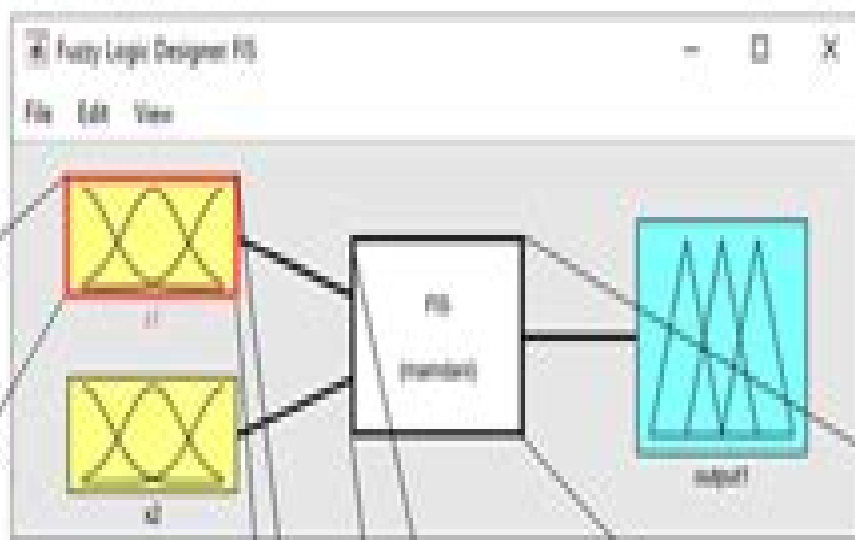 Fuzzy Logic Designer FIS
File Edit View
FIS
(mamdani)
output1
x2